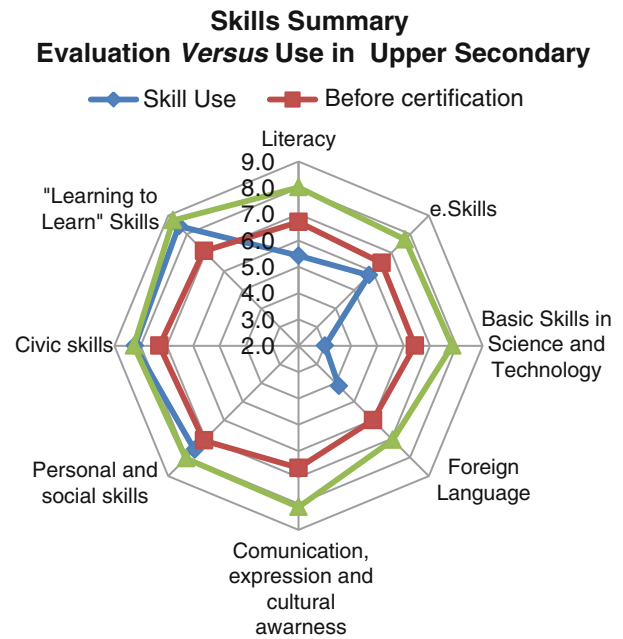 Skills Summary
Evaluation Versus Use in Upper Secondary
Skill Use
Before certification
Literacy
9.0
8.0
7.0
6.0
5.0
4.0
3.0
2.0
e.Skills
Basic Skills in
Science and
Technology
Foreign
Language
Comunication,
expression and
cultural
awarness
Personal and
social skills
Civic skills
"Learning to
Learn" Skills